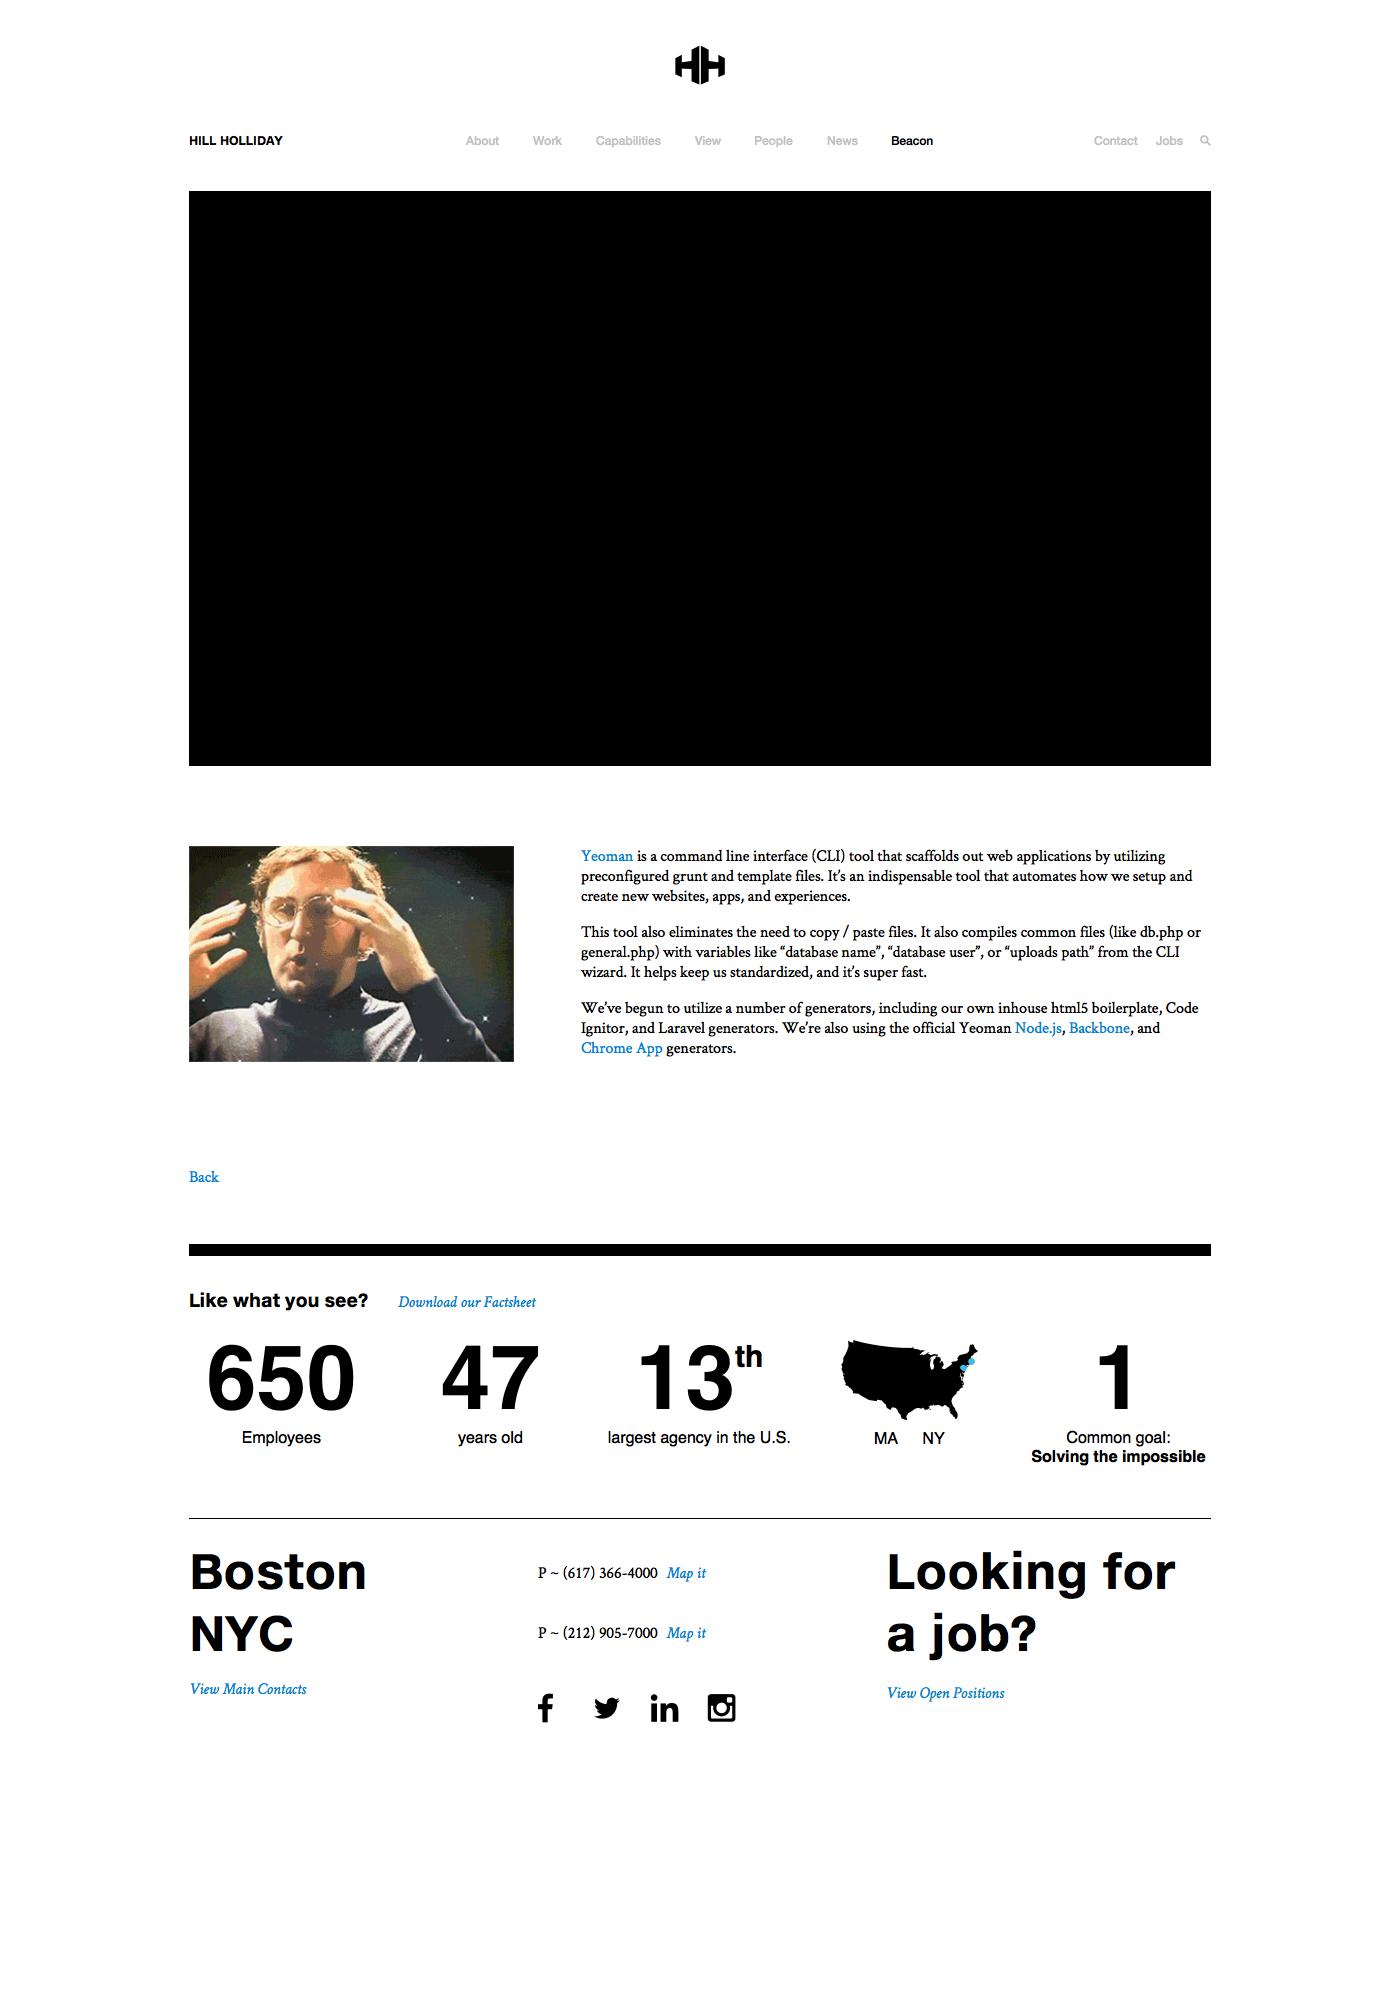 HILL HOLLIDAY
About Work Capabilities View People News Beacon
Contact Jobs
Yeoman is a command line interface (CLI) tool that scaffolds out web applications by utilizing
preconfigured grunt and template files. It’s an indispensable tool that automates how we setup and
create new websites, apps, and experiences.
This tool also eliminates the need to copy / paste files. It also compiles common files (like db.php or
general.php) with variables like “database name”, “database user”, or “uploads path” from the CLI
wizard. It helps keep us standardized, and it’s super fast.
We’ve begun to utilize a number of generators, including our own inhouse html5 boilerplate, Code
Ignitor, and Laravel generators. We’re also using the official Yeoman Node.js, Backbone, and
Chrome App generators.
Back
Like what you see? Download our Factsheet
650
Employees
47
years old
13th
largest agency in the U.S.
MA NY
1
Common goal:
Solving the impossible
Boston
NYC
View Main Contacts
P ~ (617) 366-4000 Map it
P ~ (212) 905-7000 Map it
Looking for
a job?
View Open Positions